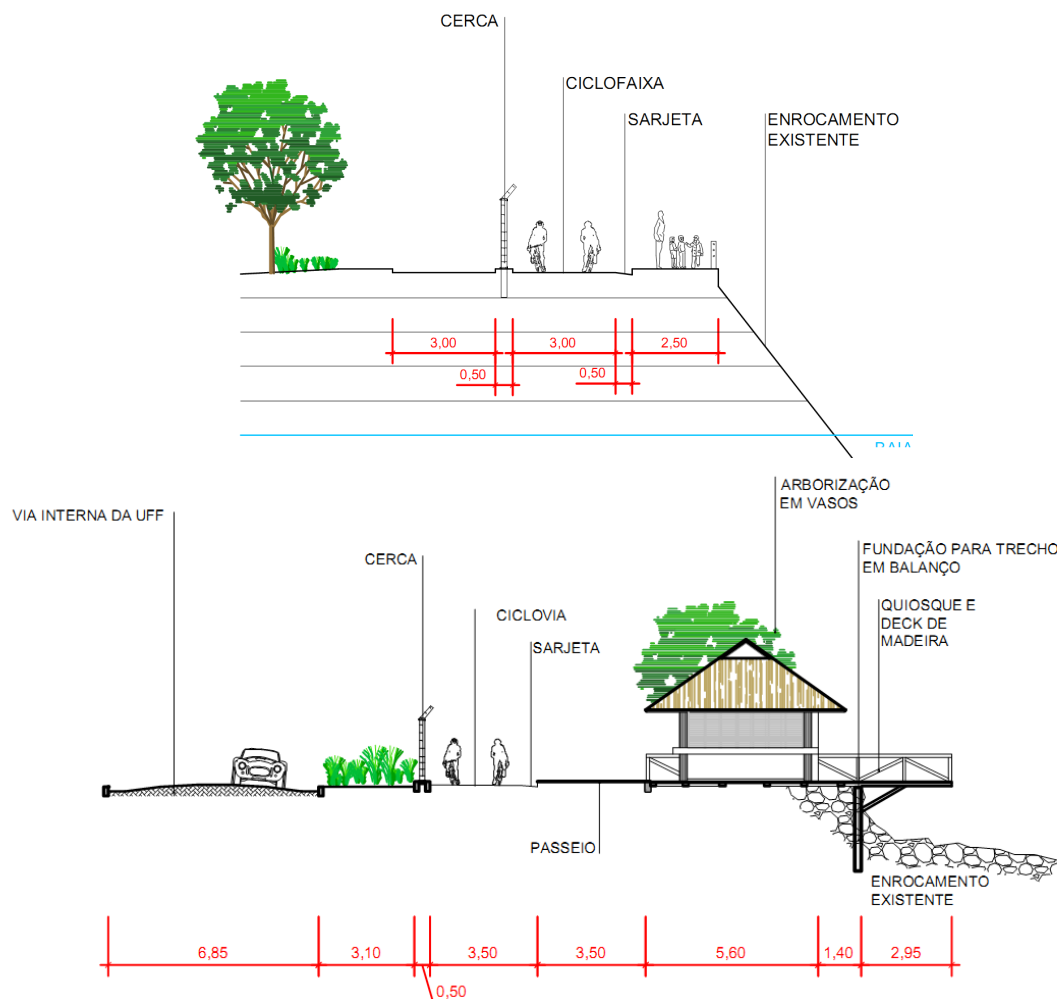 CERCA
CICLOFAIXA
SARJETA
ENROCAMENTO
EXISTENTE
3,00
3,00
2,50
0,50
0,50
ARBORIZAÇÃO
EM VASOS
VIA INTERNA DA UFF
CERCA
FUNDAÇÃO PARA TRECHO
EM BALANÇO
CICLOVIA
QUIOSQUE E
DECK DE
MADEIRA
SARJETA
PASSEIO
ENROCAMENTO
EXISTENTE
6,85
3,10
3,50
3,50
5,60
1,40
2,95
0,50